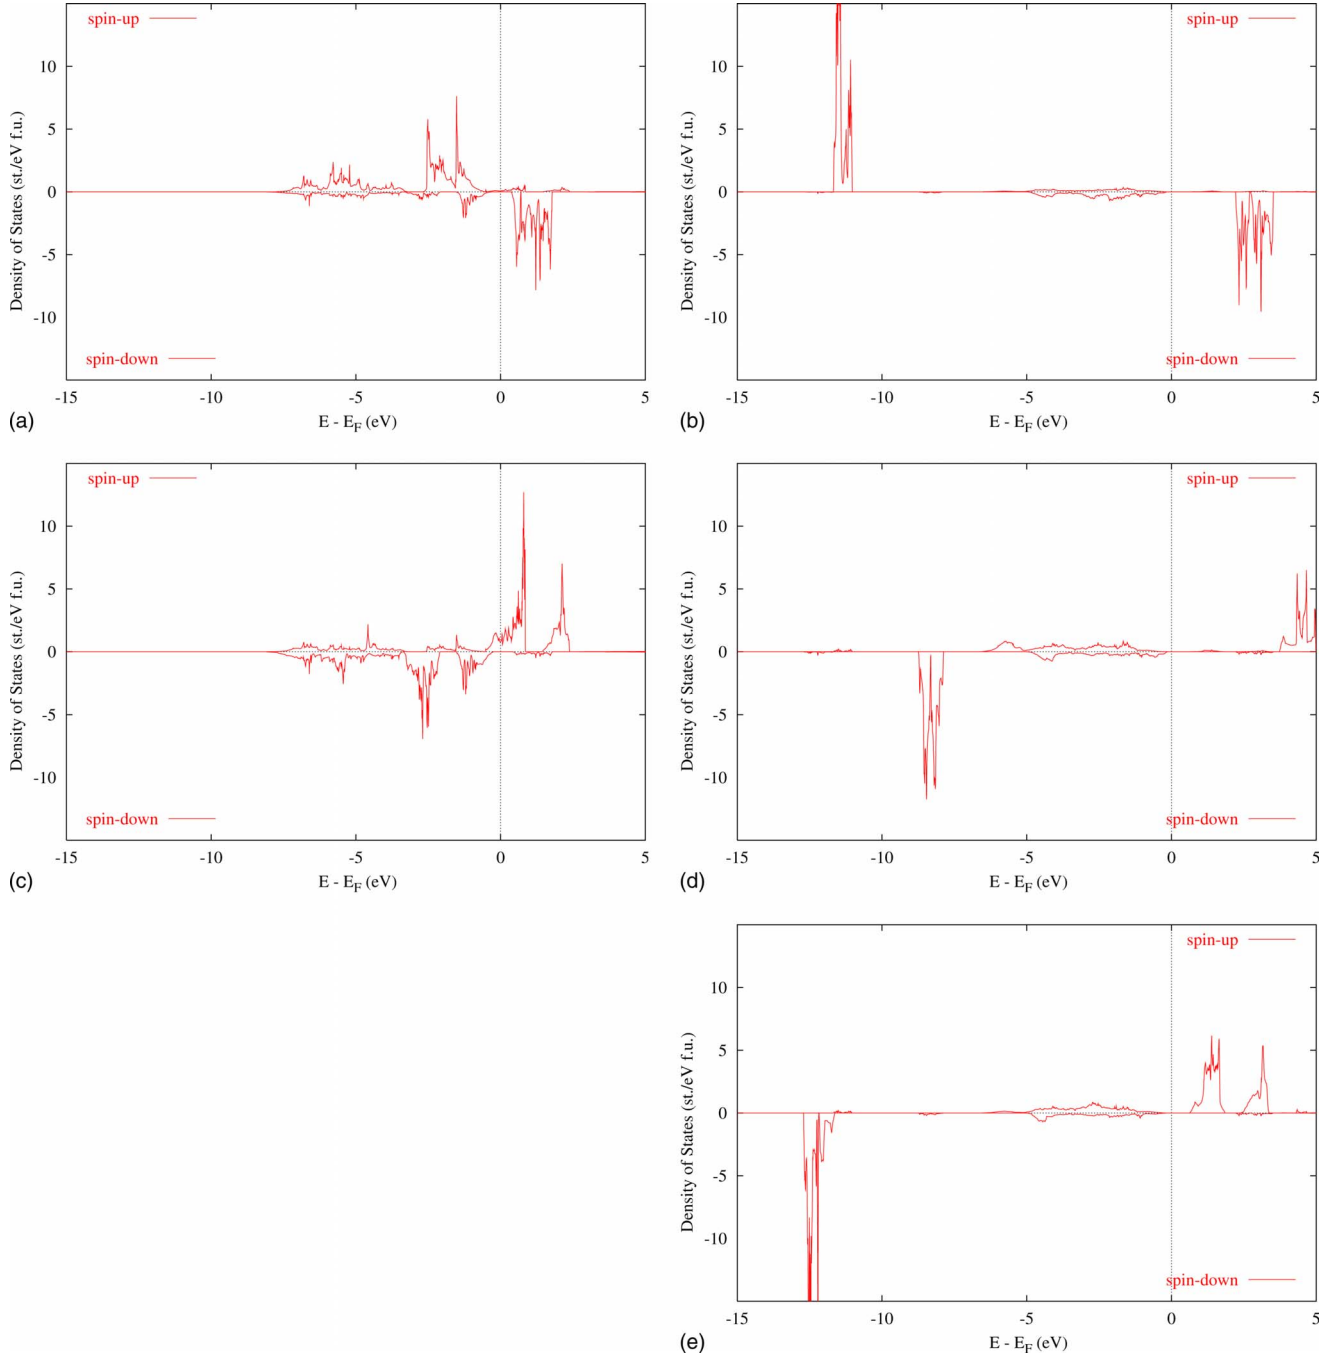 spin-up
10
5
0
-5
-10
Density of States (st./eV f.u.)
spin-down
-15 -10 -5 0 5
E - E_F (eV)
(a)
spin-up
10
5
0
-5
-10
Density of States (st./eV f.u.)
spin-down
-15 -10 -5 0 5
E - E_F (eV)
(b)
spin-up
10
5
0
-5
-10
Density of States (st./eV f.u.)
spin-down
-15 -10 -5 0 5
E - E_F (eV)
(c)
spin-up
10
5
0
-5
-10
Density of States (st./eV f.u.)
spin-down
-15 -10 -5 0 5
E - E_F (eV)
(d)
spin-up
10
5
0
-5
-10
Density of States (st./eV f.u.)
spin-down
-15 -10 -5 0 5
E - E_F (eV)
(e)